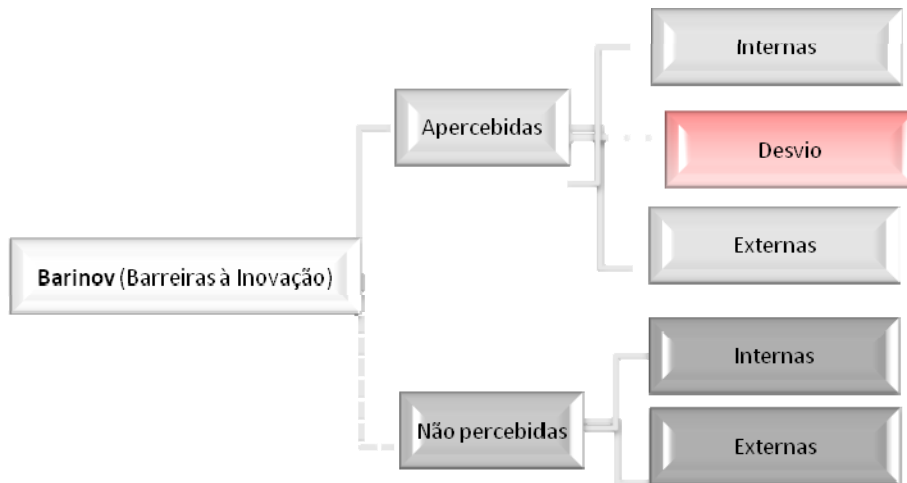 Internas
Apercebidas
Desvio
Externas
Barinov (Barreiras à Inovação)
Internas
Não percebidas
Externas